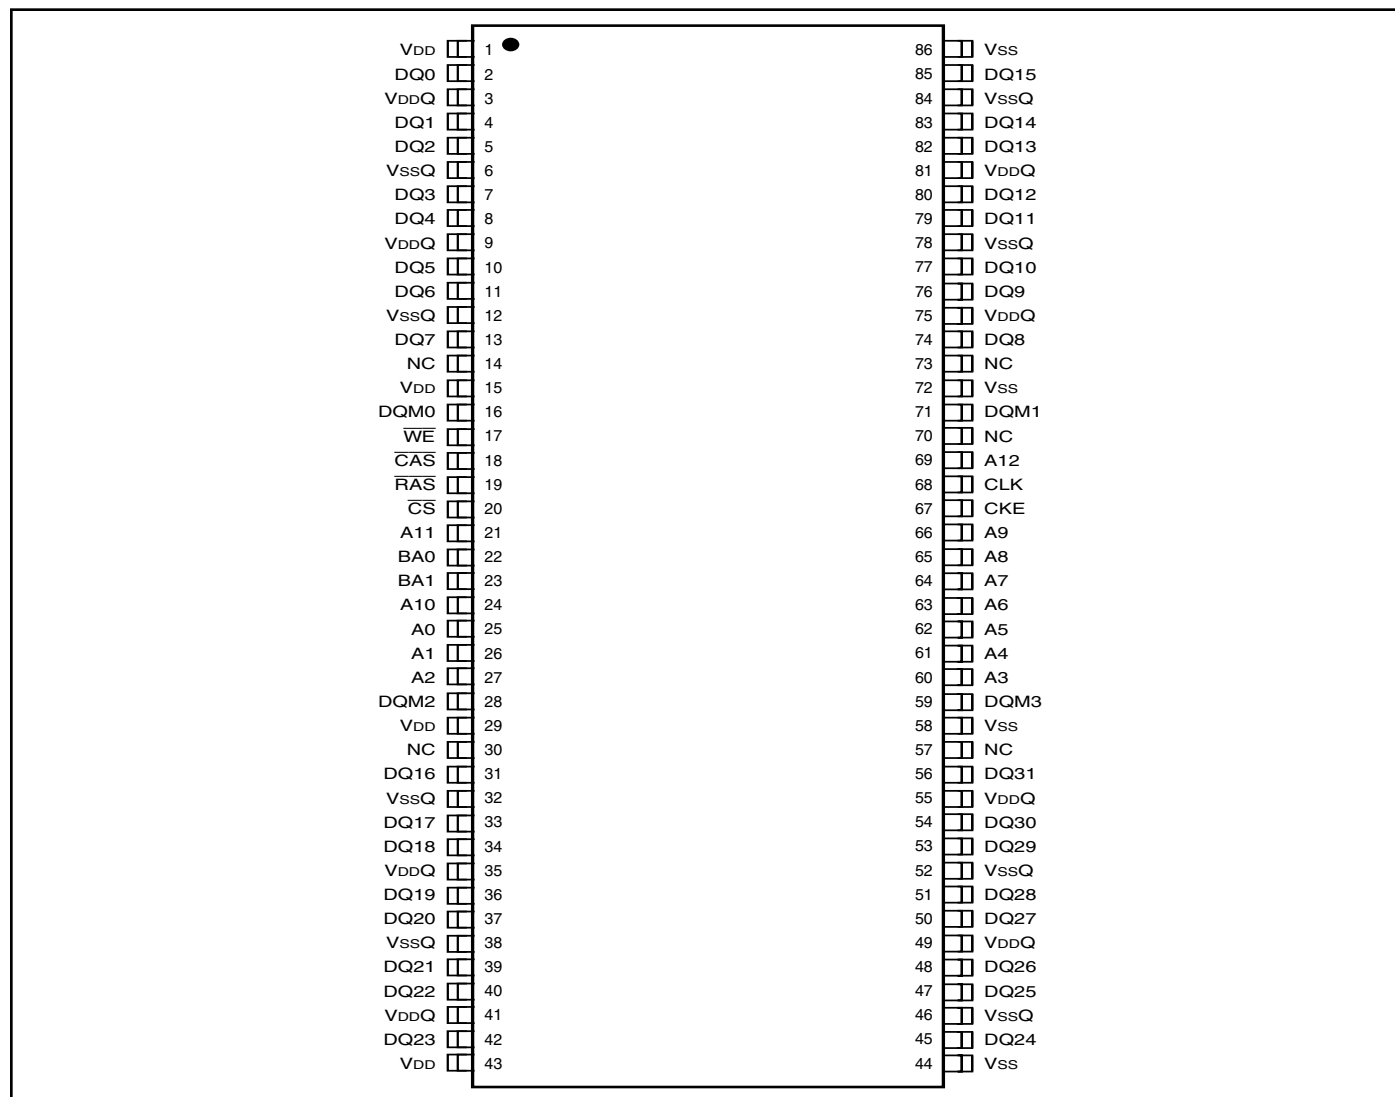 VDD 1 86 VSS
DQ0 2 85 DQ15
VDDQ 3 84 VSSQ
DQ1 4 83 DQ14
DQ2 5 82 DQ13
VSSQ 6 81 VDDQ
DQ3 7 80 DQ12
DQ4 8 79 DQ11
VDDQ 9 78 VSSQ
DQ5 10 77 DQ10
DQ6 11 76 DQ9
VSSQ 12 75 VDDQ
DQ7 13 74 DQ8
NC 14 73 NC
VDD 15 72 VSS
DQM0 16 71 DQM1
W̅E̅ 17 70 NC
C̅A̅S̅ 18 69 A12
R̅A̅S̅ 19 68 CLK
C̅S̅ 20 67 CKE
A11 21 66 A9
BA0 22 65 A8
BA1 23 64 A7
A10 24 63 A6
A0 25 62 A5
A1 26 61 A4
A2 27 60 A3
DQM2 28 59 DQM3
VDD 29 58 VSS
NC 30 57 NC
DQ16 31 56 DQ31
VSSQ 32 55 VDDQ
DQ17 33 54 DQ30
DQ18 34 53 DQ29
VDDQ 35 52 VSSQ
DQ19 36 51 DQ28
DQ20 37 50 DQ27
VSSQ 38 49 VDDQ
DQ21 39 48 DQ26
DQ22 40 47 DQ25
VDDQ 41 46 VSSQ
DQ23 42 45 DQ24
VDD 43 44 VSS